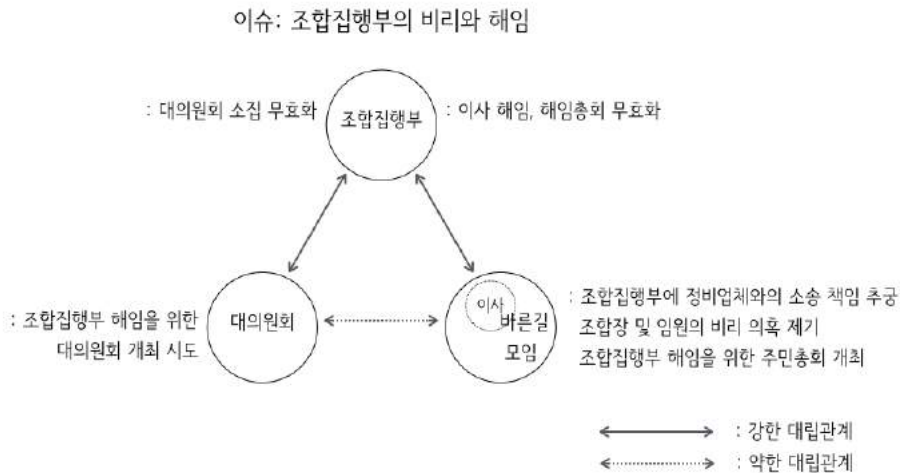 이슈: 조합집행부의 비리와 해임
: 대의원회 소집 무효화
조합집행부
: 이사 해임, 해임총회 무효화
: 조합집행부 해임을 위한
대의원회 개최 시도
대의원회
이사
바른길
모임
: 조합집행부에 정비업체와의 소송 책임 추궁
조합장 및 임원의 비리 의혹 제기
조합집행부 해임을 위한 주민총회 개최
: 강한 대립관계
: 약한 대립관계